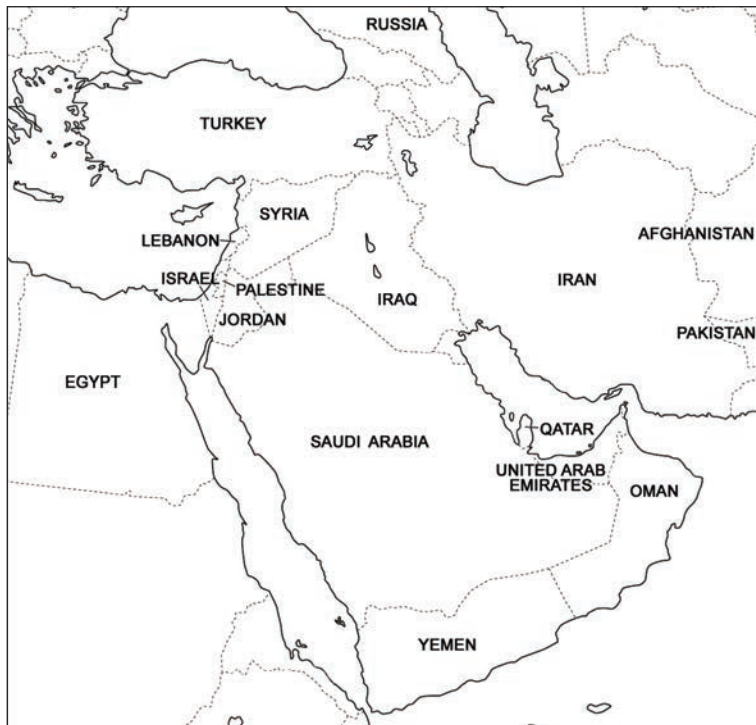 RUSSIA
TURKEY
SYRIA
LEBANON
AFGHANISTAN
ISRAEL
PALESTINE
IRAN
IRAQ
JORDAN
PAKISTAN
EGYPT
QATAR
SAUDI ARABIA
UNITED ARAB
EMIRATES
OMAN
YEMEN